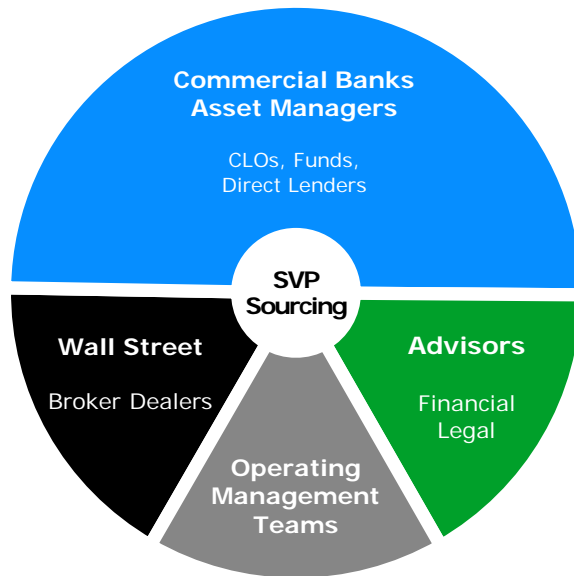 Commercial Banks
Asset Managers
CLOs, Funds,
Direct Lenders
SVP
Sourcing
Wall Street
Broker Dealers
Advisors
Financial
Legal
Operating
Management
Teams